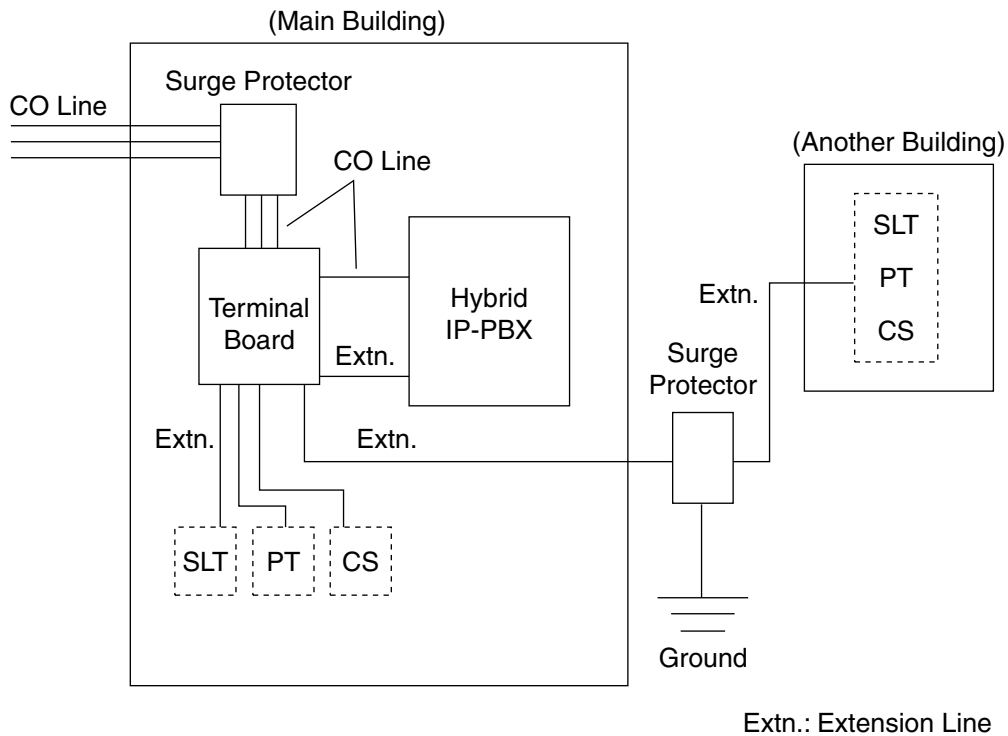 (Main Building)
Surge Protector
CO Line
CO Line
(Another Building)
SLT
PT
CS
Extn.
Hybrid
IP-PBX
Terminal
Board
Extn.
Surge
Protector
Extn.
Extn.
SLT
PT
CS
Ground
Extn.: Extension Line